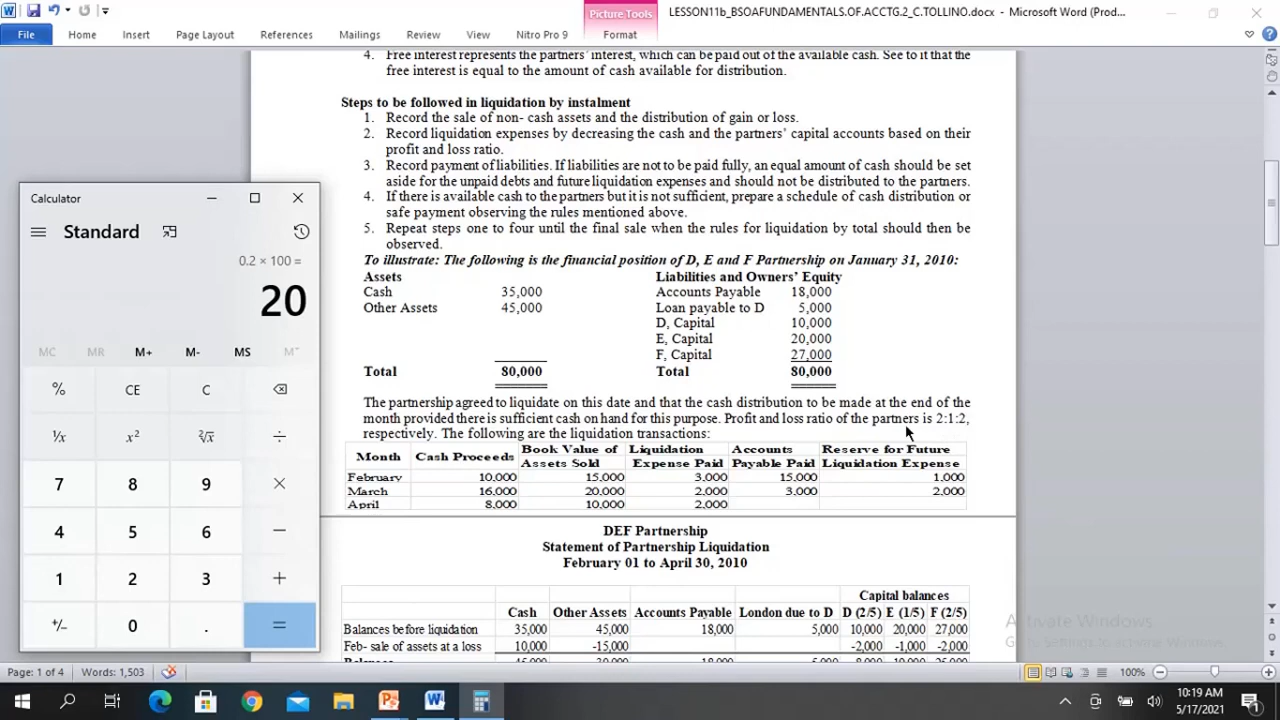 Picture Tools
LESSON11b_BSOAFUNDAMENTALS.OF.ACCTG.2_C.TOLLINO.docx - Microsoft Word (Prod...
File Home Insert Page Layout References Mailings Review View Nitro Pro 9 Format
4. Free interest represents the partners' interest, which can be paid out of the available cash. See to it that the
free interest is equal to the amount of cash available for distribution.
Steps to be followed in liquidation by instalment
1. Record the sale of non- cash assets and the distribution of gain or loss.
2. Record liquidation expenses by decreasing the cash and the partners' capital accounts based on their
profit and loss ratio.
3. Record payment of liabilities. If liabilities are not to be paid fully, an equal amount of cash should be set
aside for the unpaid debts and future liquidation expenses and should not be distributed to the partners.
4. If there is available cash to the partners but it is not sufficient, prepare a schedule of cash distribution or
safe payment observing the rules mentioned above.
5. Repeat steps one to four until the final sale when the rules for liquidation by total should then be
observed.
To illustrate: The following is the financial position of D, E and F Partnership on January 31, 2010:
Assets Liabilities and Owners' Equity
Cash 35,000 Accounts Payable 18,000
Other Assets 45,000 Loan payable to D 5,000
D, Capital 10,000
E, Capital 20,000
F, Capital 27,000
Total 80,000 Total 80,000
The partnership agreed to liquidate on this date and that the cash distribution to be made at the end of the
month provided there is sufficient cash on hand for this purpose. Profit and loss ratio of the partners is 2:1:2,
respectively. The following are the liquidation transactions:
Month Cash Proceeds Book Value of Assets Sold Liquidation Expense Paid Accounts Payable Paid Reserve for Future Liquidation Expense
February 10,000 15,000 3,000 15,000 1,000
March 16,000 20,000 2,000 3,000 2,000
April 8,000 10,000 2,000
DEF Partnership
Statement of Partnership Liquidation
February 01 to April 30, 2010
Capital balances
Cash Other Assets Accounts Payable London due to D D (2/5) E (1/5) F (2/5)
Balances before liquidation 35,000 45,000 18,000 5,000 10,000 20,000 27,000
Feb- sale of assets at a loss 10,000 -15,000 -2,000 -1,000 -2,000
Calculator
Standard
0.2 × 100 =
20
MC MR M+ M- MS M˅
% CE C
¹/x x² ²√x ÷
7 8 9 ×
4 5 6 −
1 2 3 +
+/- 0 . =
Activate Windows
Go to Settings to activate Windows.
Page: 1 of 4 Words: 1,503 100%
10:19 AM
5/17/2021
1